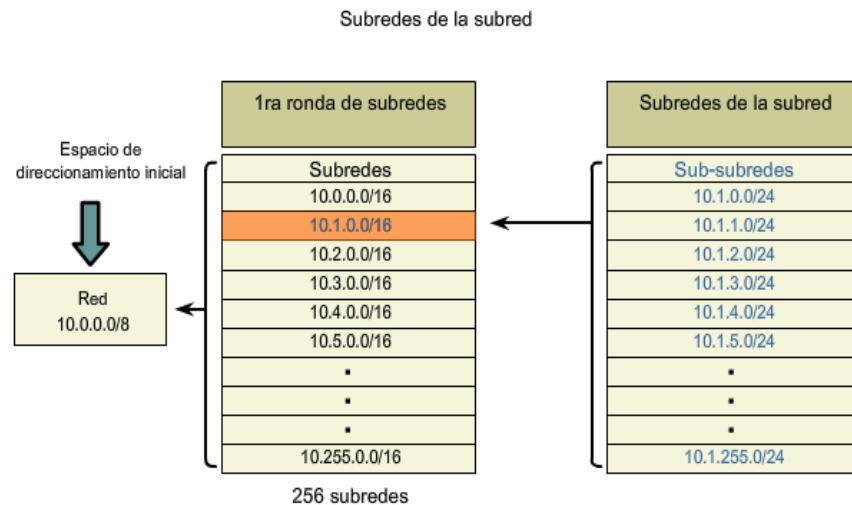 Subredes de la subred
Espacio de
direccionamiento inicial
Red
10.0.0.0/8
1ra ronda de subredes
Subredes
10.0.0.0/16
10.1.0.0/16
10.2.0.0/16
10.3.0.0/16
10.4.0.0/16
10.5.0.0/16
.
.
.
10.255.0.0/16
256 subredes
Subredes de la subred
Sub-subredes
10.1.0.0/24
10.1.1.0/24
10.1.2.0/24
10.1.3.0/24
10.1.4.0/24
10.1.5.0/24
.
.
.
10.1.255.0/24